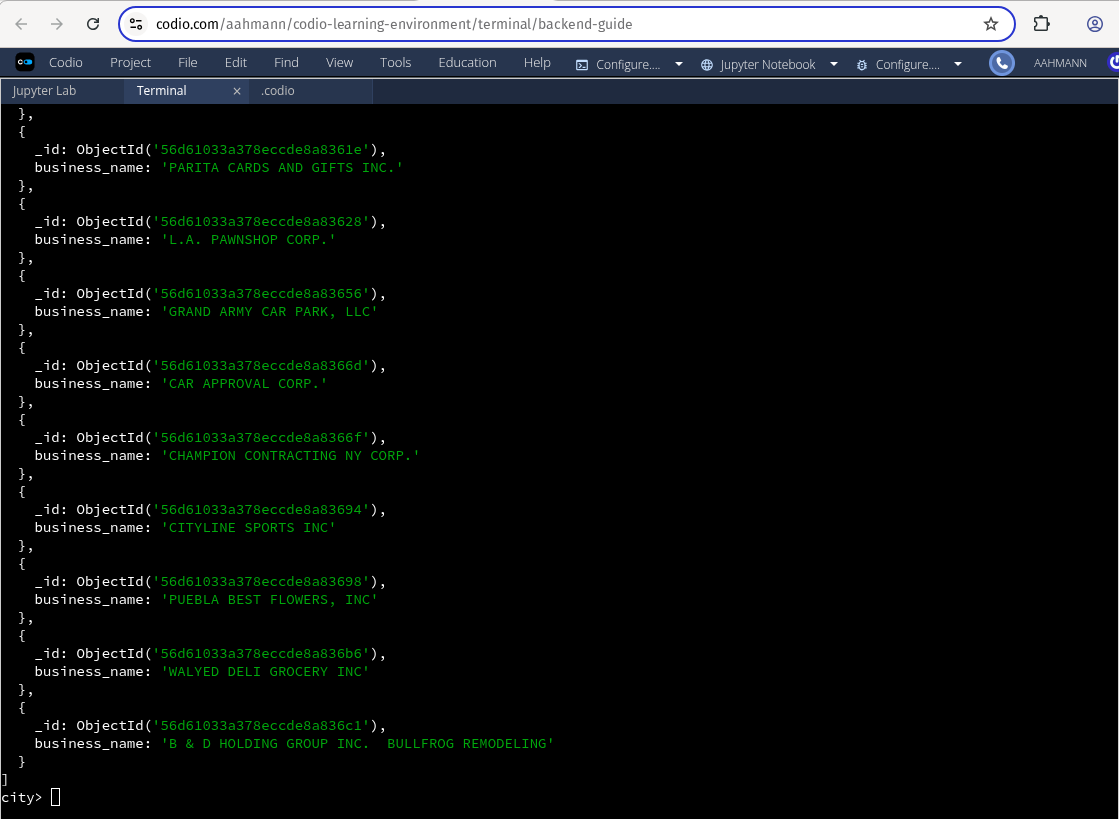 codio.com/aahmann/codio-learning-environment/terminal/backend-guide
Codio Project File Edit Find View Tools Education Help Configure.... Jupyter Notebook Configure.... AAHMANN
Jupyter Lab Terminal × .codio
},
{
_id: ObjectId('56d61033a378eccde8a8361e'),
business_name: 'PARITA CARDS AND GIFTS INC.'
},
{
_id: ObjectId('56d61033a378eccde8a83628'),
business_name: 'L.A. PAWNSHOP CORP.'
},
{
_id: ObjectId('56d61033a378eccde8a83656'),
business_name: 'GRAND ARMY CAR PARK, LLC'
},
{
_id: ObjectId('56d61033a378eccde8a8366d'),
business_name: 'CAR APPROVAL CORP.'
},
{
_id: ObjectId('56d61033a378eccde8a8366f'),
business_name: 'CHAMPION CONTRACTING NY CORP.'
},
{
_id: ObjectId('56d61033a378eccde8a83694'),
business_name: 'CITYLINE SPORTS INC'
},
{
_id: ObjectId('56d61033a378eccde8a83698'),
business_name: 'PUEBLA BEST FLOWERS, INC'
},
{
_id: ObjectId('56d61033a378eccde8a836b6'),
business_name: 'WALYED DELI GROCERY INC'
},
{
_id: ObjectId('56d61033a378eccde8a836c1'),
business_name: 'B & D HOLDING GROUP INC.  BULLFROG REMODELING'
}
]
city>